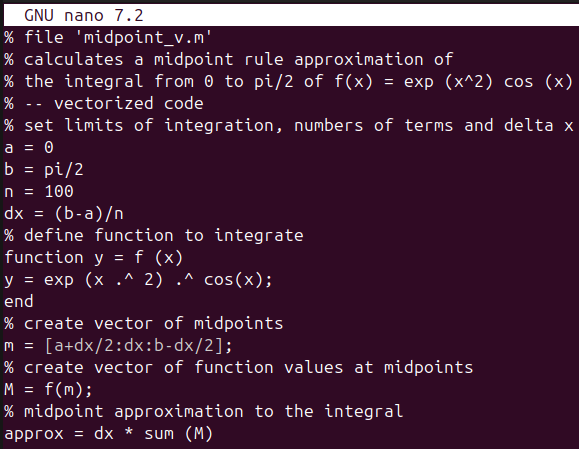 GNU nano 7.2
% file 'midpoint_v.m'
% calculates a midpoint rule approximation of
% the integral from 0 to pi/2 of f(x) = exp (x^2) cos (x)
% -- vectorized code
% set limits of integration, numbers of terms and delta x
a = 0
b = pi/2
n = 100
dx = (b-a)/n
% define function to integrate
function y = f (x)
y = exp (x .^ 2) .^ cos(x);
end
% create vector of midpoints
m = [a+dx/2:dx:b-dx/2];
% create vector of function values at midpoints
M = f(m);
% midpoint approximation to the integral
approx = dx * sum (M)